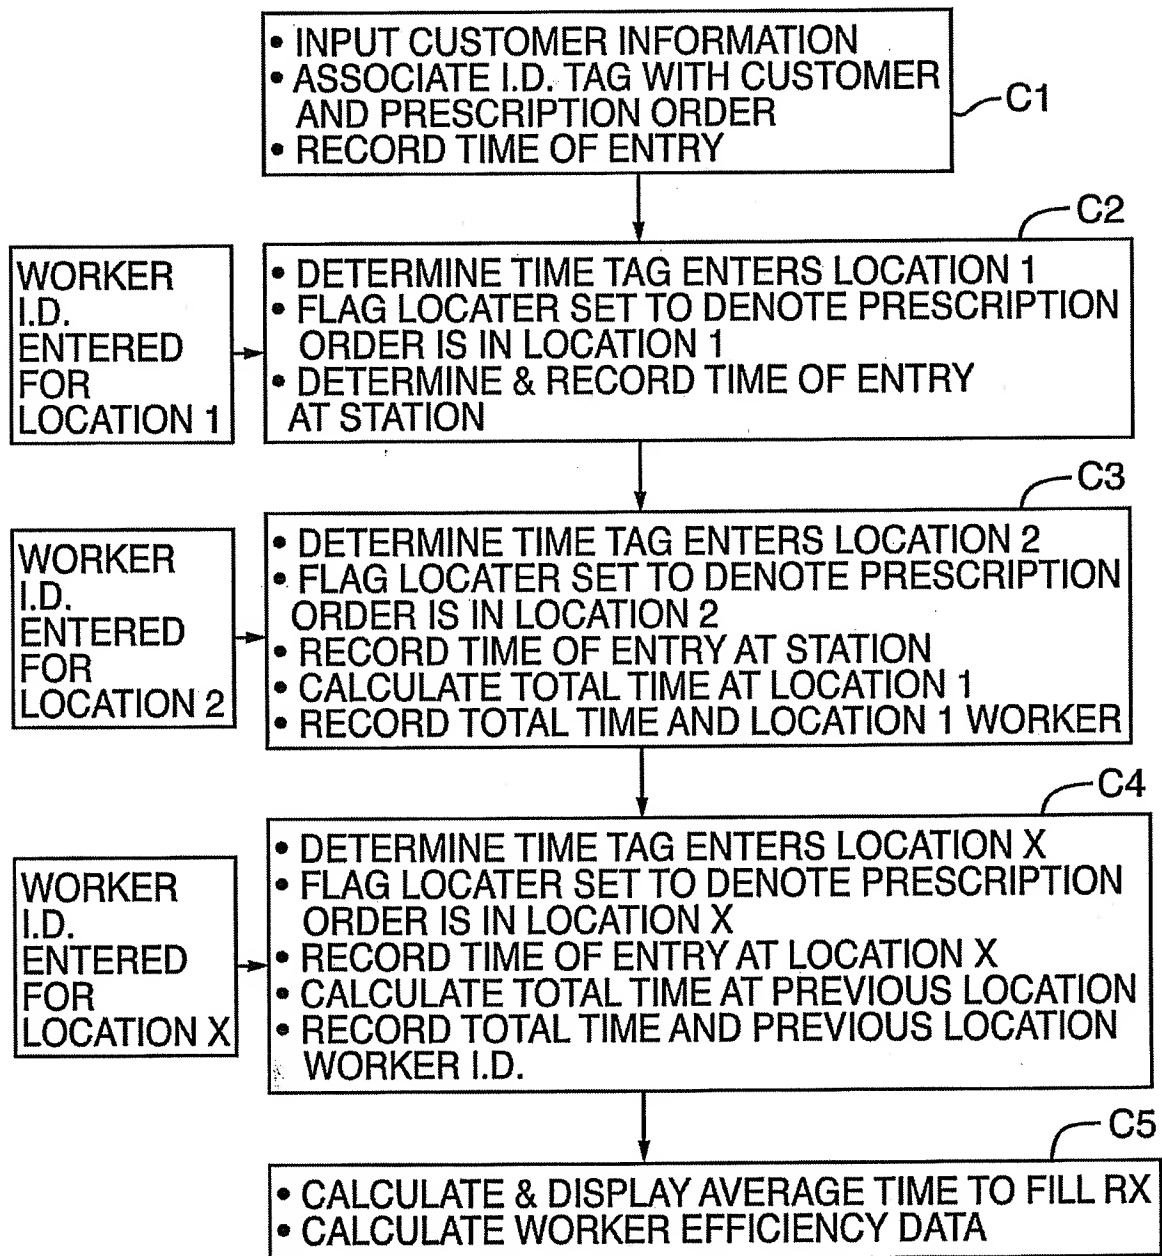 • INPUT CUSTOMER INFORMATION
• ASSOCIATE I.D. TAG WITH CUSTOMER
AND PRESCRIPTION ORDER
• RECORD TIME OF ENTRY
C1
C2
WORKER
I.D.
ENTERED
FOR
LOCATION 1
• DETERMINE TIME TAG ENTERS LOCATION 1
• FLAG LOCATER SET TO DENOTE PRESCRIPTION
ORDER IS IN LOCATION 1
• DETERMINE & RECORD TIME OF ENTRY
AT STATION
C3
WORKER
I.D.
ENTERED
FOR
LOCATION 2
• DETERMINE TIME TAG ENTERS LOCATION 2
• FLAG LOCATER SET TO DENOTE PRESCRIPTION
ORDER IS IN LOCATION 2
• RECORD TIME OF ENTRY AT STATION
• CALCULATE TOTAL TIME AT LOCATION 1
• RECORD TOTAL TIME AND LOCATION 1 WORKER
C4
WORKER
I.D.
ENTERED
FOR
LOCATION X
• DETERMINE TIME TAG ENTERS LOCATION X
• FLAG LOCATER SET TO DENOTE PRESCRIPTION
ORDER IS IN LOCATION X
• RECORD TIME OF ENTRY AT LOCATION X
• CALCULATE TOTAL TIME AT PREVIOUS LOCATION
• RECORD TOTAL TIME AND PREVIOUS LOCATION
WORKER I.D.
C5
• CALCULATE & DISPLAY AVERAGE TIME TO FILL RX
• CALCULATE WORKER EFFICIENCY DATA